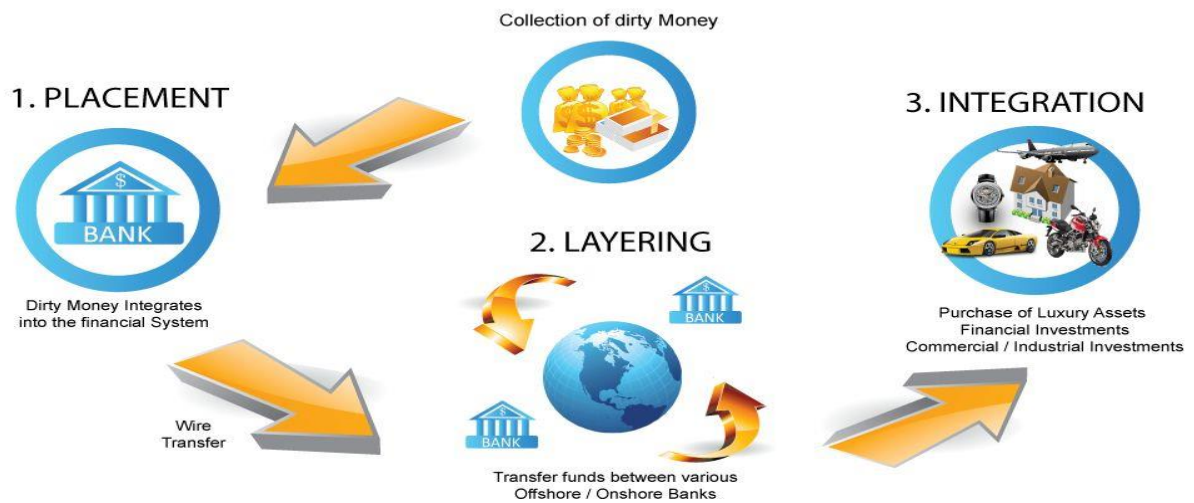 Collection of dirty Money
1. PLACEMENT
$
BANK
Dirty Money Integrates
into the financial System
Wire
Transfer
2. LAYERING
$
BANK
$
BANK
Transfer funds between various
Offshore / Onshore Banks
3. INTEGRATION
Purchase of Luxury Assets
Financial Investments
Commercial / Industrial Investments